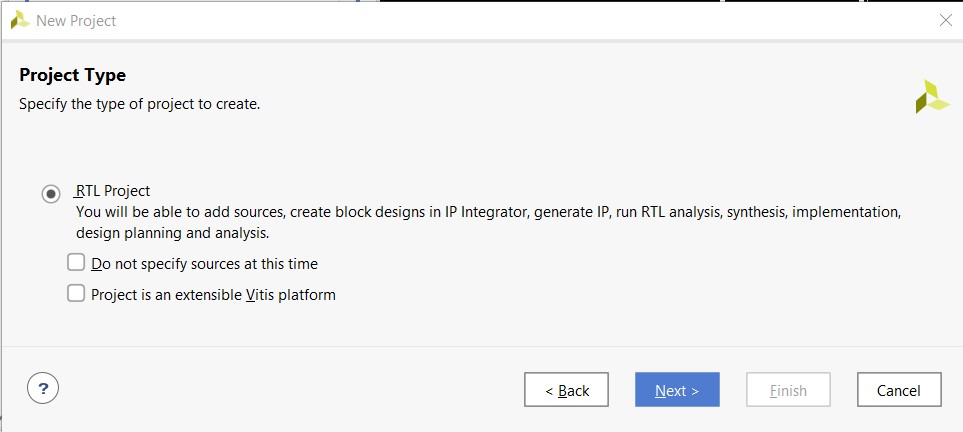 New Project
Project Type
Specify the type of project to create.
RTL Project
You will be able to add sources, create block designs in IP Integrator, generate IP, run RTL analysis, synthesis, implementation,
design planning and analysis.
Do not specify sources at this time
Project is an extensible Vitis platform
?
< Back
Next >
Finish
Cancel